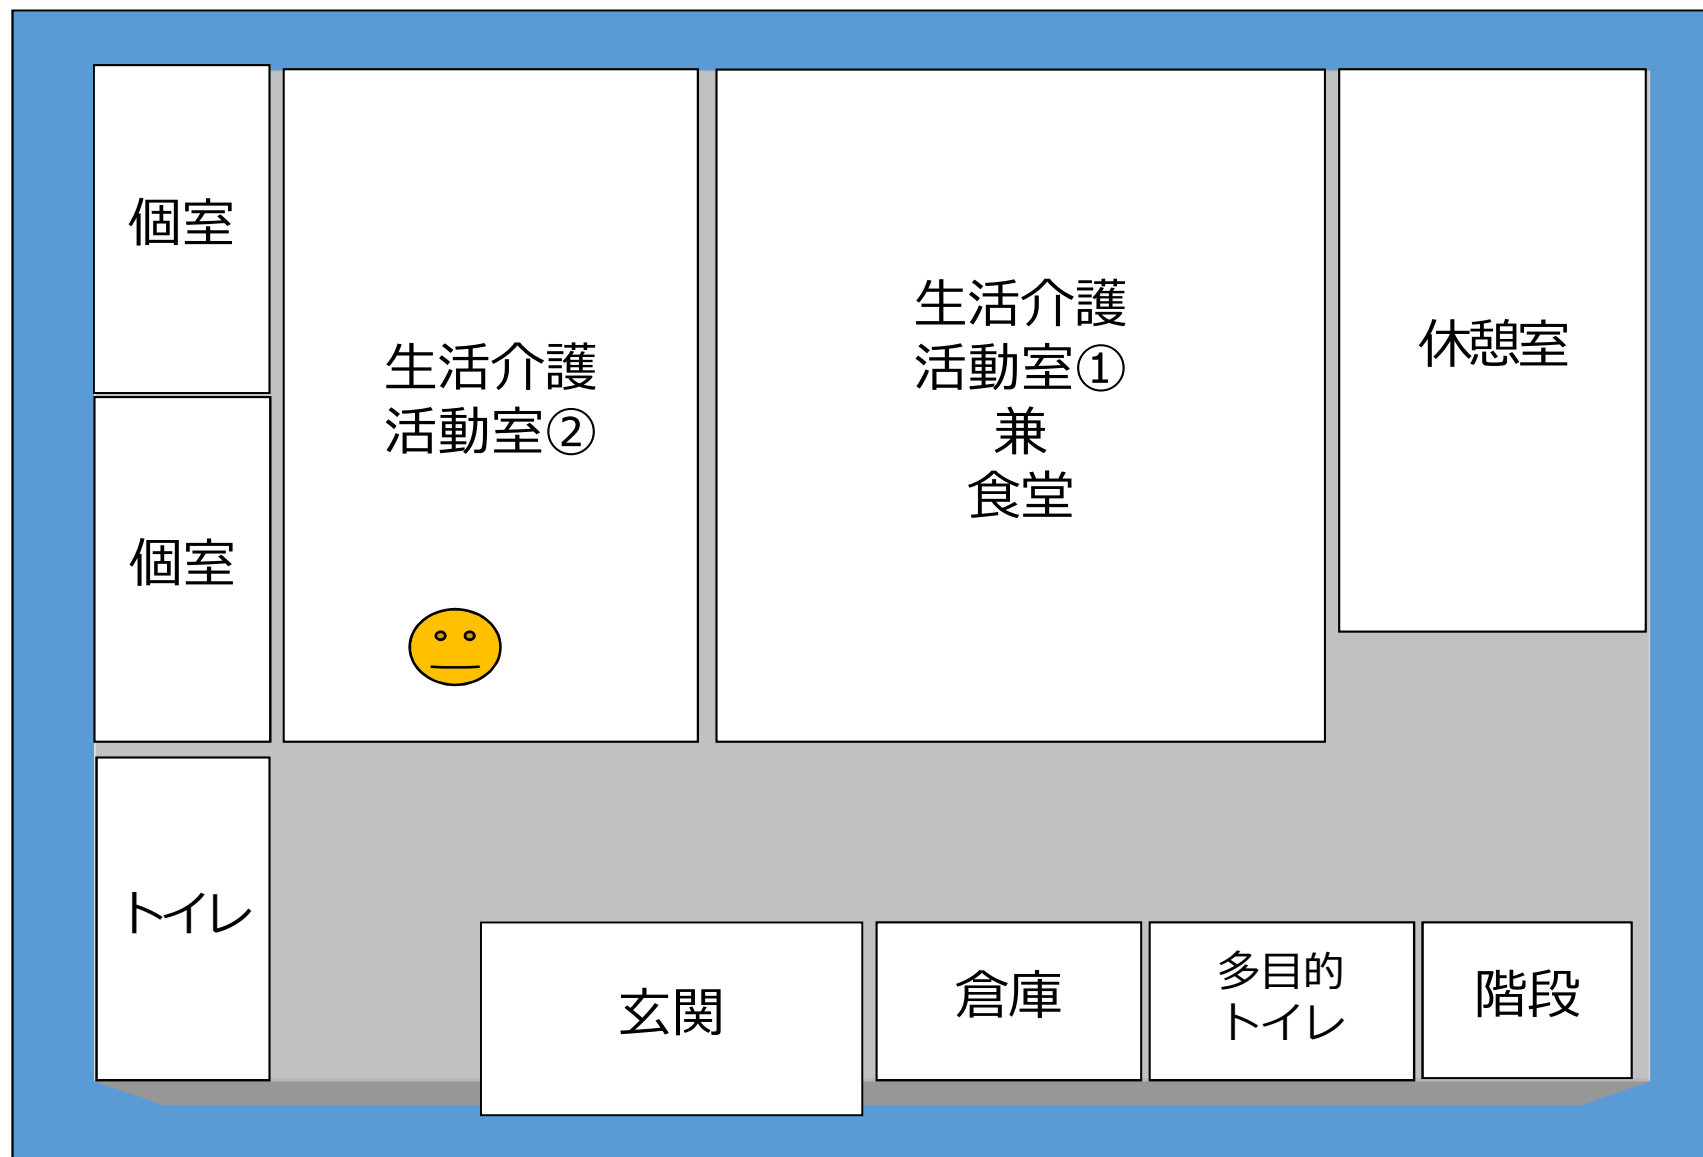 個室
生活介護
活動室②
生活介護
活動室①
兼
食堂
休憩室
個室
トイレ
玄関
倉庫
多目的
トイレ
階段